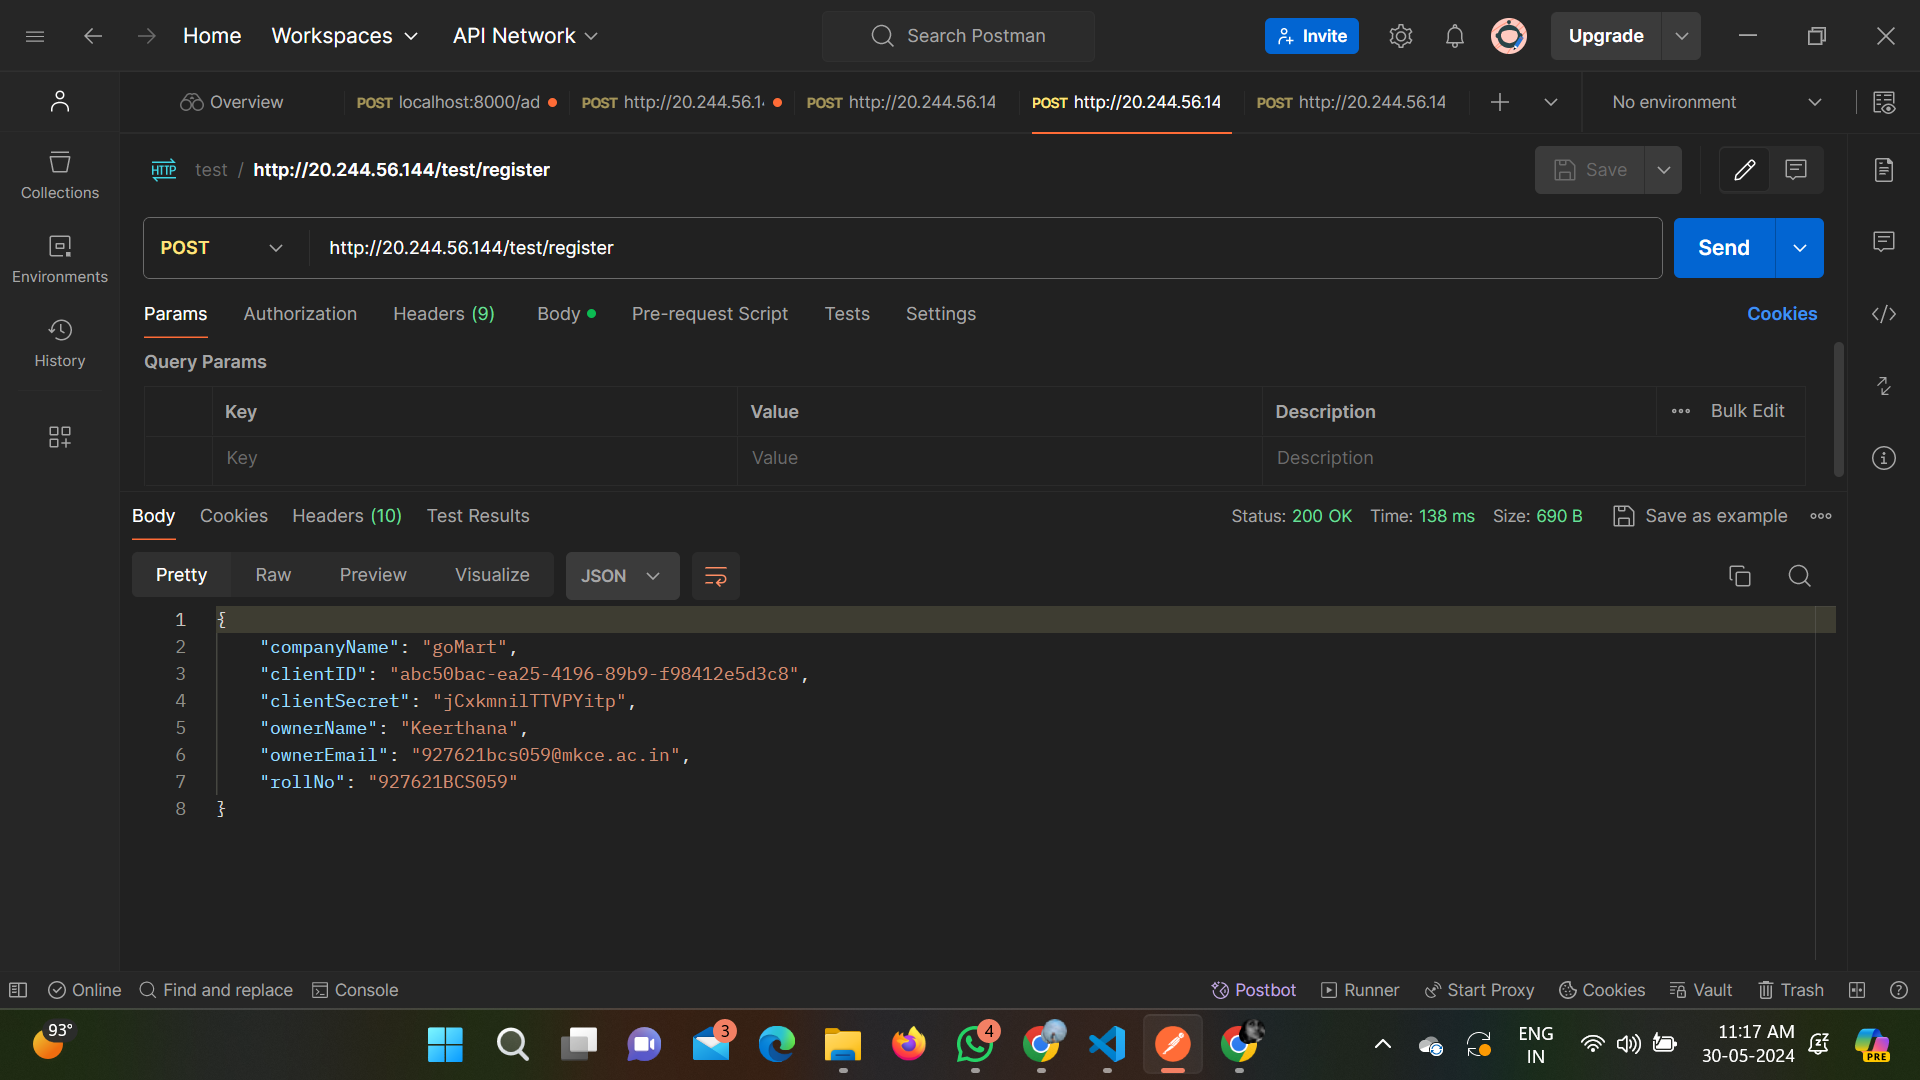 Home Workspaces API Network Search Postman Invite Upgrade
Overview POST localhost:8000/ad POST http://20.244.56.14 POST http://20.244.56.14 POST http://20.244.56.14 POST http://20.244.56.14 No environment
HTTP test / http://20.244.56.144/test/register Save
Collections
POST http://20.244.56.144/test/register Send
Environments
Params Authorization Headers (9) Body Pre-request Script Tests Settings Cookies
History
Query Params
Key Value Description Bulk Edit
Key Value Description
Body Cookies Headers (10) Test Results Status: 200 OK Time: 138 ms Size: 690 B Save as example
Pretty Raw Preview Visualize JSON
1 {
2 "companyName": "goMart",
3 "clientID": "abc50bac-ea25-4196-89b9-f98412e5d3c8",
4 "clientSecret": "jCxkmnilTTVPYitp",
5 "ownerName": "Keerthana",
6 "ownerEmail": "927621bcs059@mkce.ac.in",
7 "rollNo": "927621BCS059"
8 }
Online Find and replace Console Postbot Runner Start Proxy Cookies Vault Trash
93° 3 4 ENG 11:17 AM
IN 30-05-2024 PRE